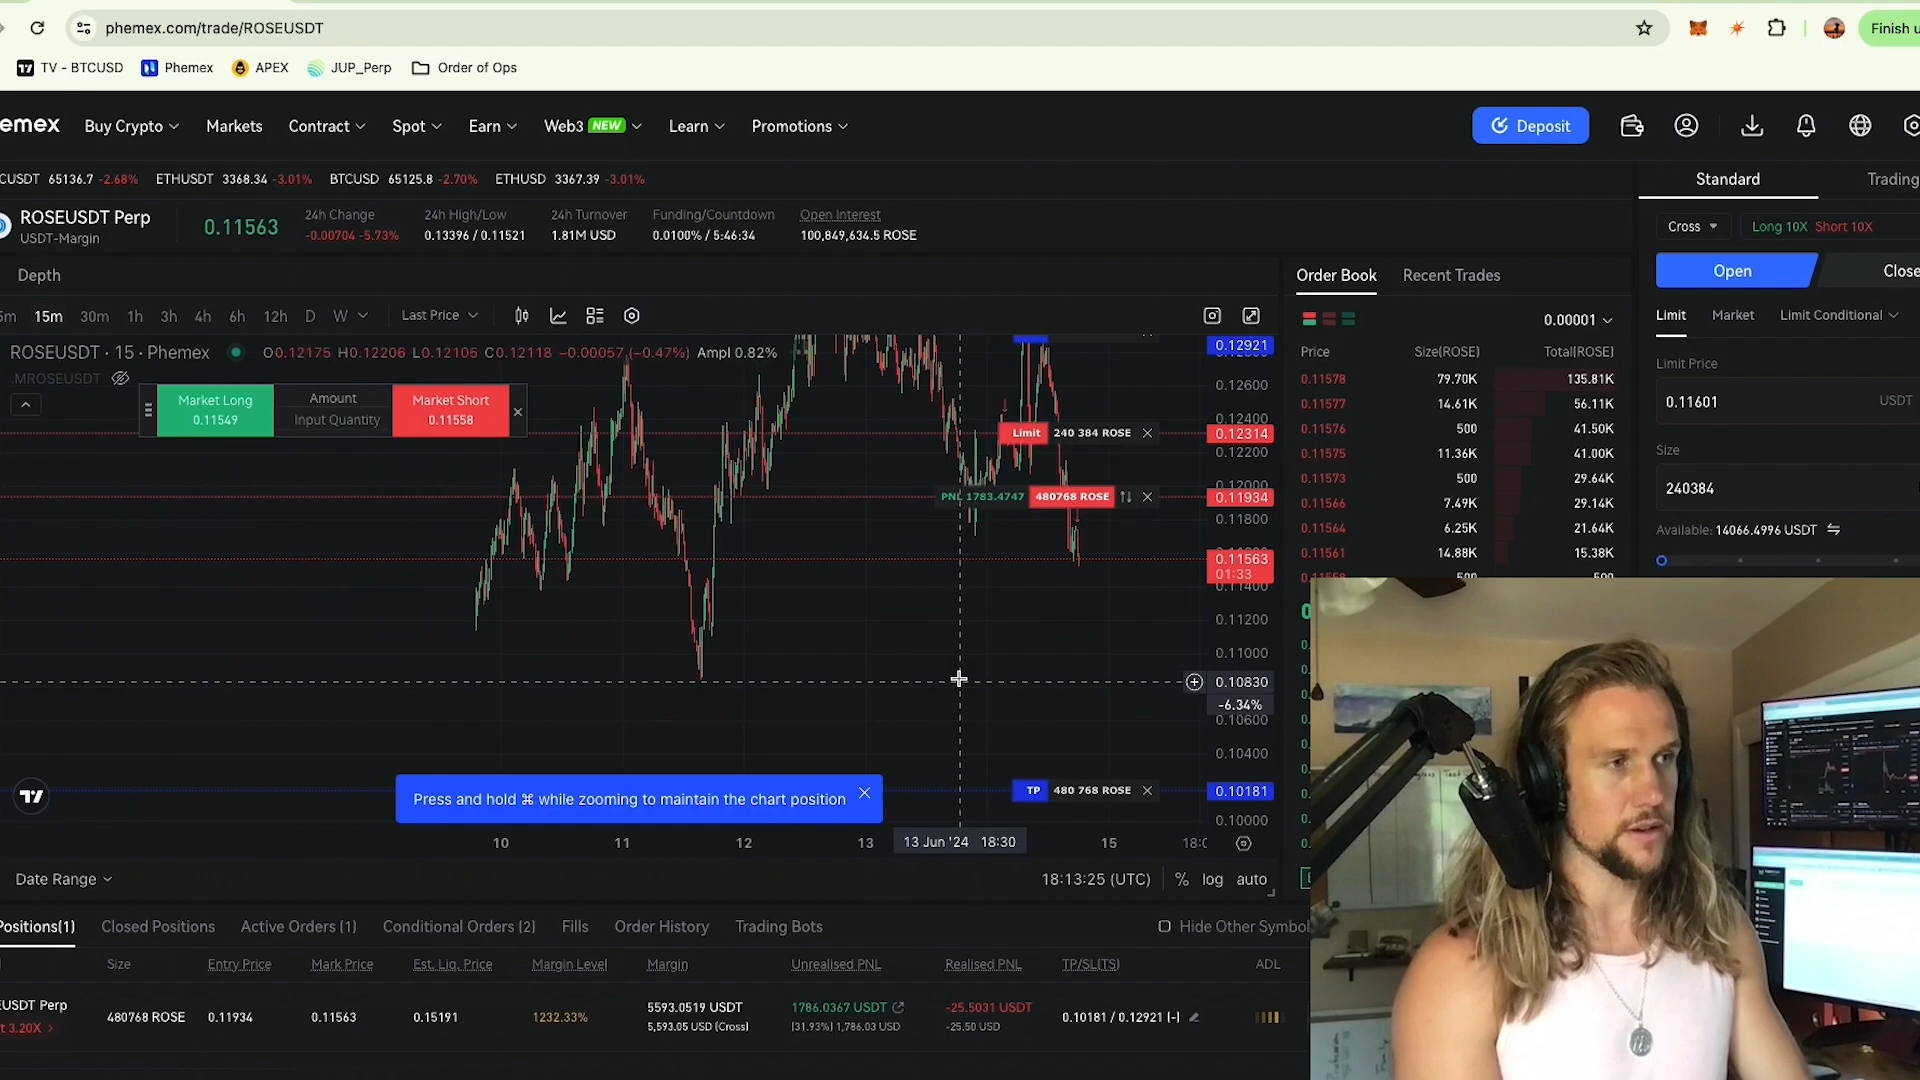 phemex.com/trade/ROSEUSDT
Finish u
TV - BTCUSD Phemex APEX JUP_Perp Order of Ops
emex Buy Crypto Markets Contract Spot Earn Web3 NEW Learn Promotions Deposit
CUSDT 65136.7 -2.68% ETHUSDT 3368.34 -3.01% BTCUSD 65125.8 -2.70% ETHUSD 3367.39 -3.01%
ROSEUSDT Perp
USDT-Margin
0.11563
24h Change
-0.00704 -5.73%
24h High/Low
0.13396 / 0.11521
24h Turnover
1.81M USD
Funding/Countdown
0.0100% / 5:46:34
Open Interest
100,849,634.5 ROSE
Depth
5m 15m 30m 1h 3h 4h 6h 12h D W Last Price
ROSEUSDT · 15 · Phemex O0.12175 H0.12206 L0.12105 C0.12118 −0.00057 (−0.47%) Ampl 0.82%
.MROSEUSDT
Market Long
0.11549
Amount
Input Quantity
Market Short
0.11558
Limit 240 384 ROSE
PNL 1783.4747 480768 ROSE
TP 480 768 ROSE
0.12921
0.12600
0.12400
0.12314
0.12200
0.12000
0.11934
0.11800
0.11563
01:33
0.11400
0.11200
0.11000
0.10830
-6.34%
0.10600
0.10400
0.10181
0.10000
Press and hold ⌘ while zooming to maintain the chart position
10 11 12 13 13 Jun '24 18:30 15 18:0
Date Range 18:13:25 (UTC) % log auto
Order Book Recent Trades
0.00001
Price Size(ROSE) Total(ROSE)
0.11578 79.70K 135.81K
0.11577 14.61K 56.11K
0.11576 500 41.50K
0.11575 11.36K 41.00K
0.11573 500 29.64K
0.11566 7.49K 29.14K
0.11564 6.25K 21.64K
0.11561 14.88K 15.38K
0.11558 500 500
Standard Trading
Cross Long 10X Short 10X
Open Close
Limit Market Limit Conditional
Limit Price
0.11601 USDT
Size
240384
Available: 14066.4996 USDT
Positions(1) Closed Positions Active Orders (1) Conditional Orders (2) Fills Order History Trading Bots Hide Other Symbol
Size Entry Price Mark Price Est. Liq. Price Margin Level Margin Unrealised PNL Realised PNL TP/SL(TS) ADL
EUSDT Perp
t 3.20X >
480768 ROSE 0.11934 0.11563 0.15191 1232.33%
5593.0519 USDT
5,593.05 USD (Cross)
1786.0367 USDT
[31.93%] 1,786.03 USD
-25.5031 USDT
-25.50 USD
0.10181 / 0.12921 [-]